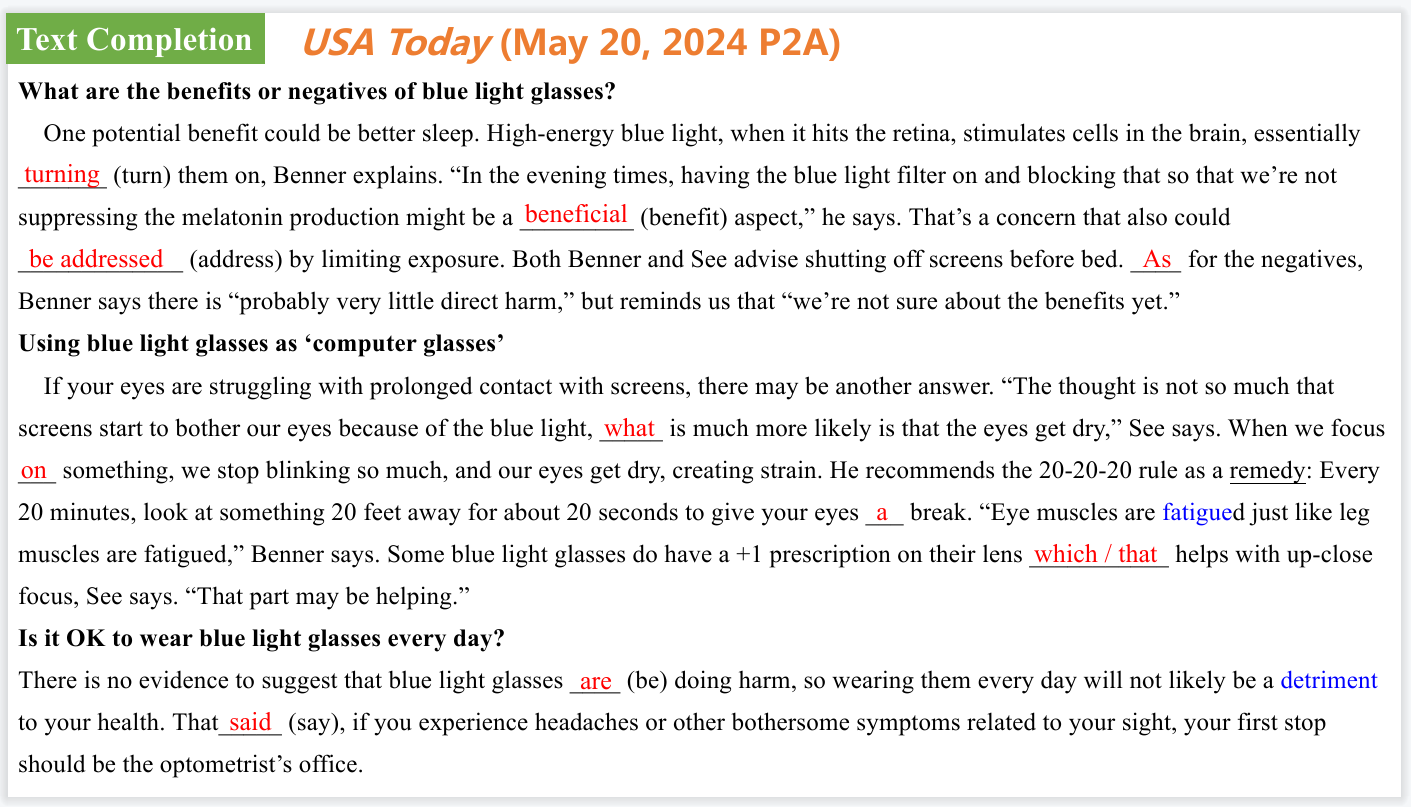 Text Completion USA Today (May 20, 2024 P2A)
What are the benefits or negatives of blue light glasses?
One potential benefit could be better sleep. High-energy blue light, when it hits the retina, stimulates cells in the brain, essentially
turning (turn) them on, Benner explains. “In the evening times, having the blue light filter on and blocking that so that we’re not
suppressing the melatonin production might be a beneficial (benefit) aspect,” he says. That’s a concern that also could
be addressed (address) by limiting exposure. Both Benner and See advise shutting off screens before bed. As for the negatives,
Benner says there is “probably very little direct harm,” but reminds us that “we’re not sure about the benefits yet.”
Using blue light glasses as ‘computer glasses’
If your eyes are struggling with prolonged contact with screens, there may be another answer. “The thought is not so much that
screens start to bother our eyes because of the blue light, what is much more likely is that the eyes get dry,” See says. When we focus
on something, we stop blinking so much, and our eyes get dry, creating strain. He recommends the 20-20-20 rule as a remedy: Every
20 minutes, look at something 20 feet away for about 20 seconds to give your eyes a break. “Eye muscles are fatigued just like leg
muscles are fatigued,” Benner says. Some blue light glasses do have a +1 prescription on their lens which / that helps with up-close
focus, See says. “That part may be helping.”
Is it OK to wear blue light glasses every day?
There is no evidence to suggest that blue light glasses are (be) doing harm, so wearing them every day will not likely be a detriment
to your health. That said (say), if you experience headaches or other bothersome symptoms related to your sight, your first stop
should be the optometrist’s office.